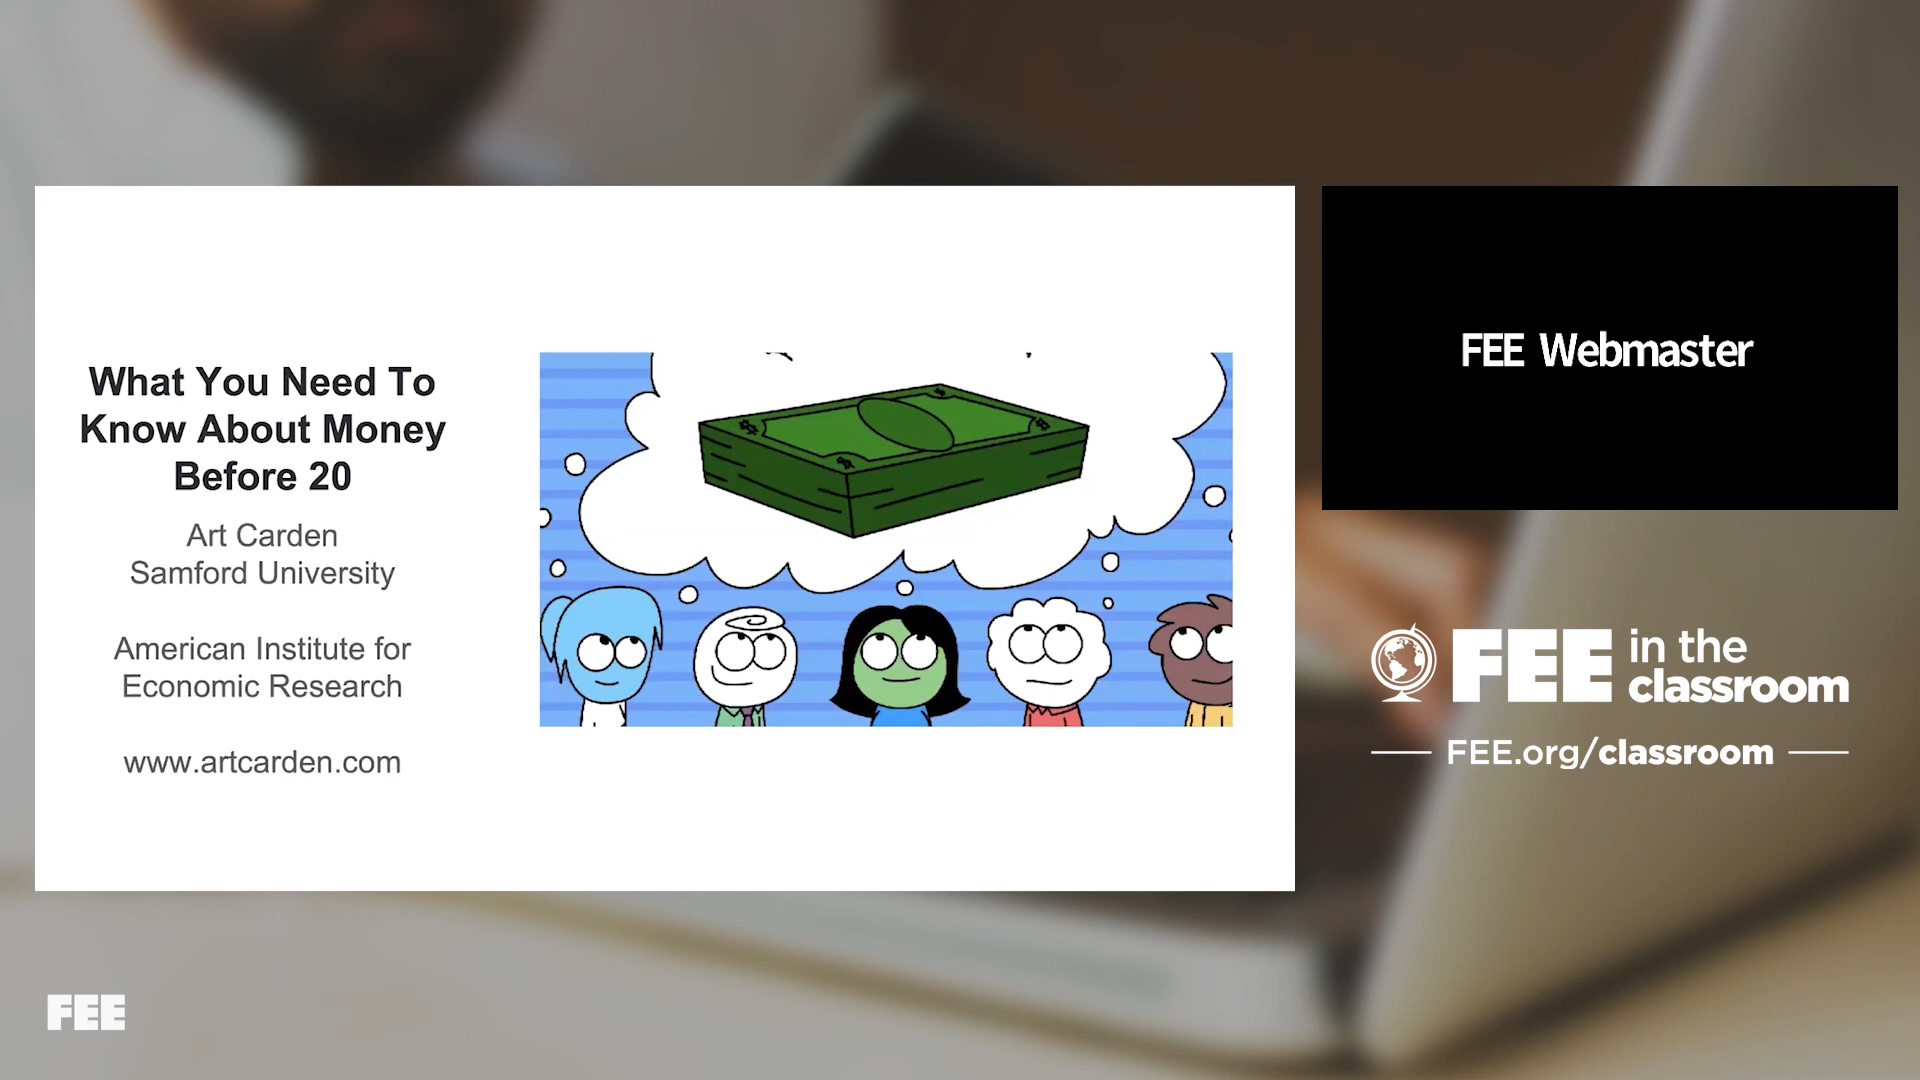 What You Need To
Know About Money
Before 20
Art Carden
Samford University
American Institute for
Economic Research
www.artcarden.com
$
$
$
$
FEE Webmaster
FEE in the
classroom
FEE.org/classroom
FEE